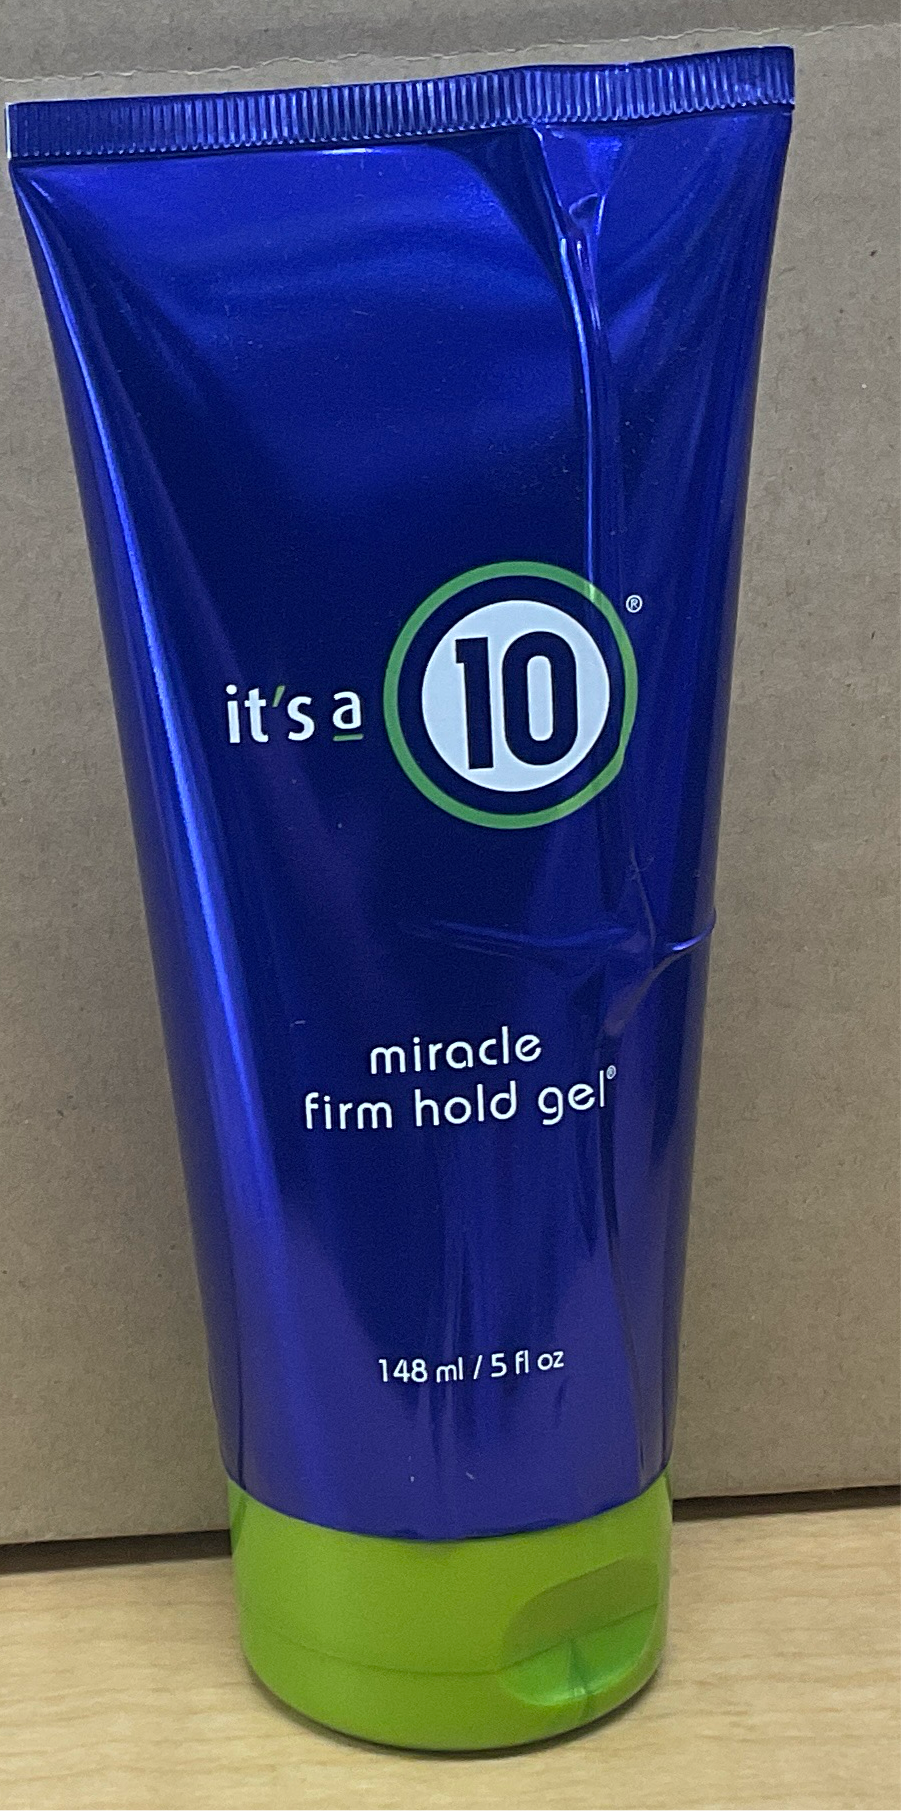 it's a 10®
miracle
firm hold gel®
148 ml / 5 fl oz